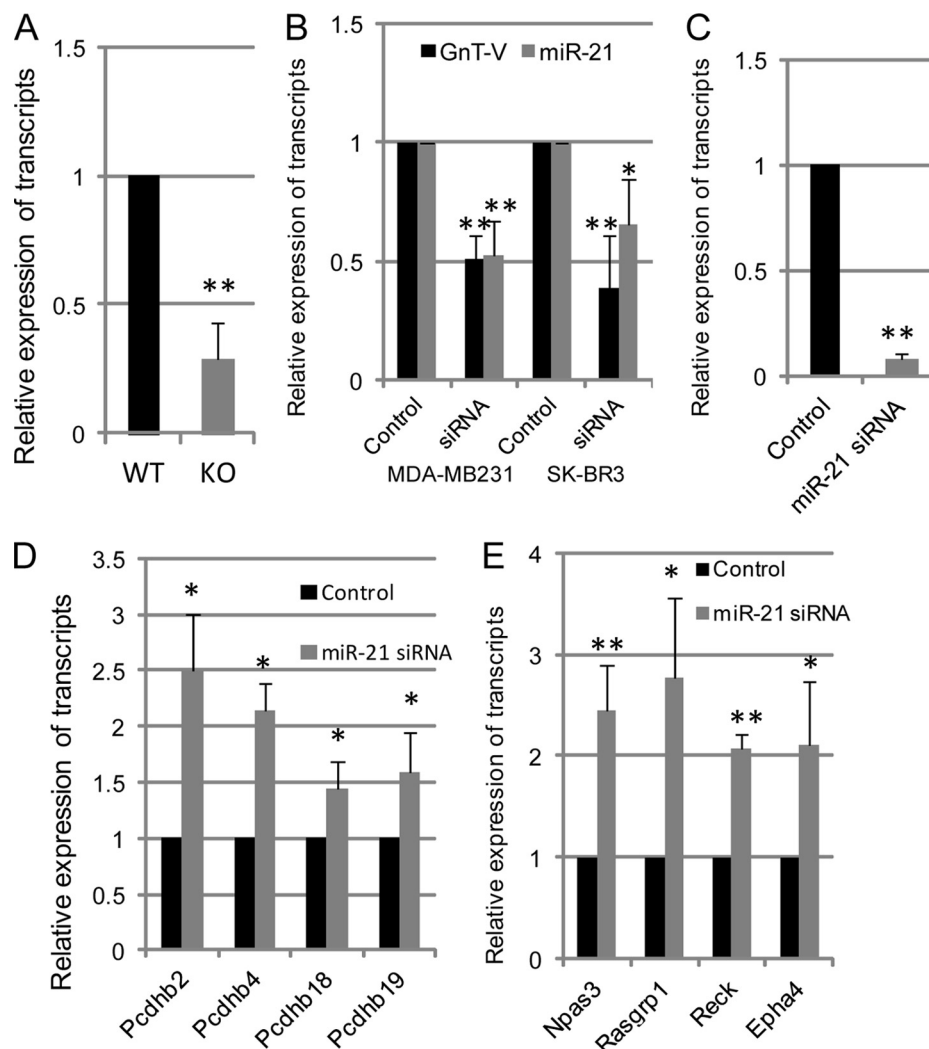 A
Relative expression of transcripts
1.5
1
0.5
0
**
WT KO
B
Relative expression of transcripts
1.5
1
0.5
0
GnT-V miR-21
** ** ** *
Control siRNA Control siRNA
MDA-MB231 SK-BR3
C
Relative expression of transcripts
1.5
1
0.5
0
**
Control miR-21 siRNA
D
Relative expression of transcripts
3.5
3
2.5
2
1.5
1
0.5
0
Control
miR-21 siRNA
* * * *
Pcdhb2 Pcdhb4 Pcdhb18 Pcdhb19
E
Relative expression of transcripts
4
3
2
1
0
Control
miR-21 siRNA
** * ** *
Npas3 Rasgrp1 Reck Epha4